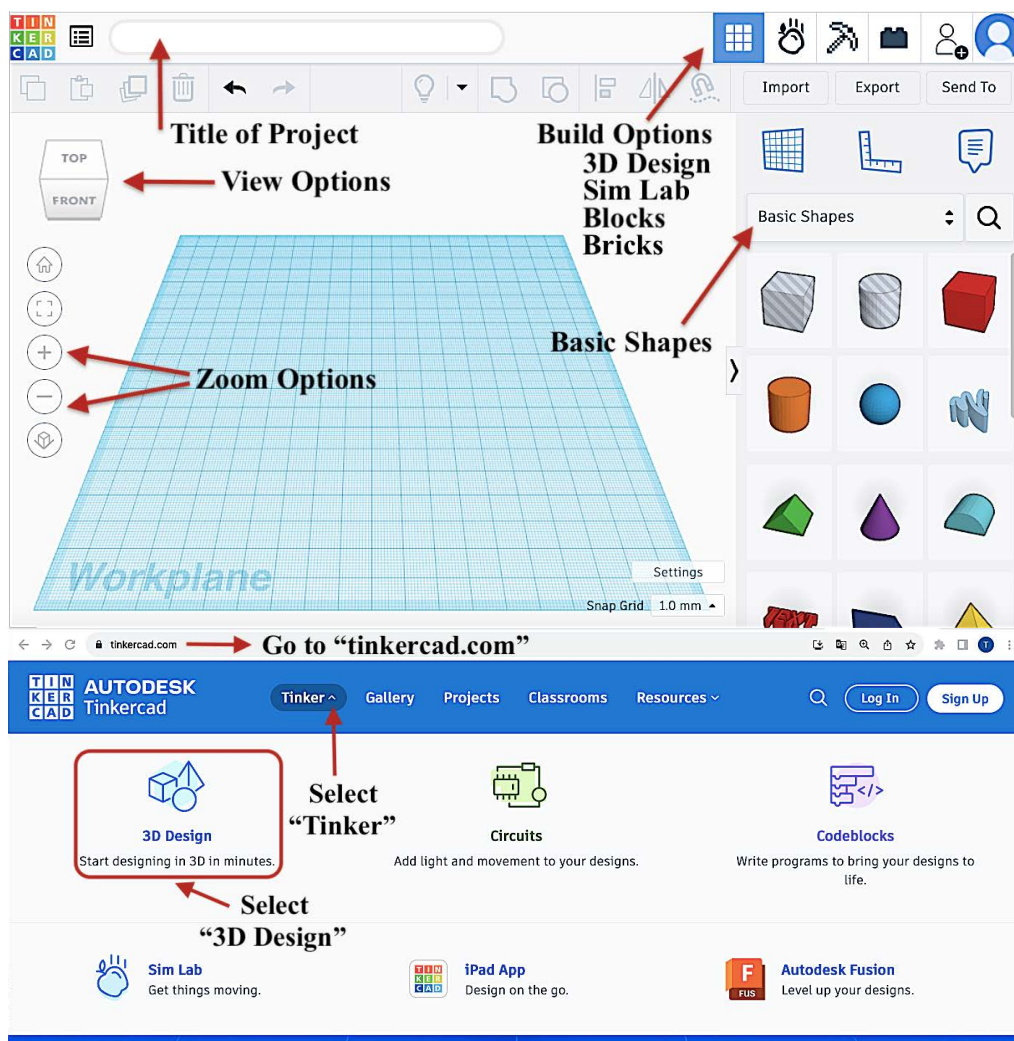 TIN
KER
CAD
Import
Export
Send To
Title of Project
Build Options
3D Design
Sim Lab
Blocks
Bricks
TOP
FRONT
View Options
Basic Shapes
Basic Shapes
Zoom Options
TEXT
Workplane
Settings
Snap Grid 1.0 mm
tinkercad.com
Go to “tinkercad.com”
T
TIN
KER
CAD
AUTODESK
Tinkercad
Tinker
Gallery
Projects
Classrooms
Resources
Log In
Sign Up
Select
“Tinker”
3D Design
Start designing in 3D in minutes.
Circuits
Add light and movement to your designs.
Codeblocks
Write programs to bring your designs to
life.
Select
“3D Design”
Sim Lab
Get things moving.
TIN
KER
CAD
iPad App
Design on the go.
F
FUS
Autodesk Fusion
Level up your designs.